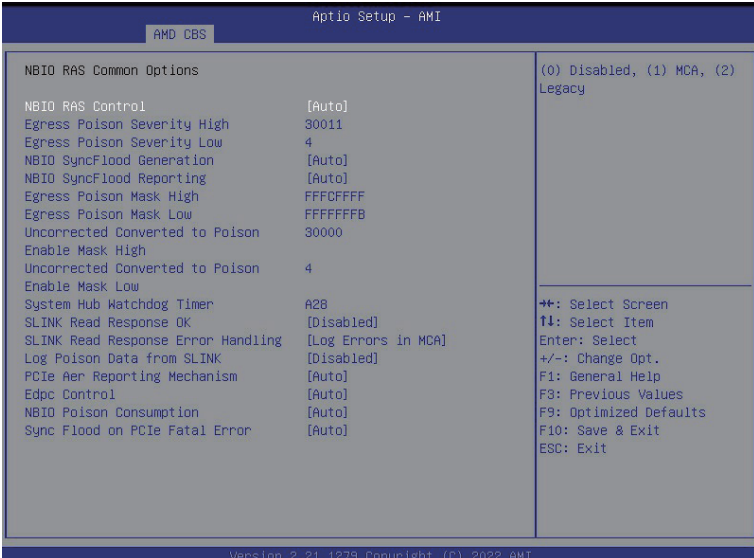 Aptio Setup – AMI
AMD CBS
NBIO RAS Common Options
NBIO RAS Control [Auto]
Egress Poison Severity High 30011
Egress Poison Severity Low 4
NBIO SyncFlood Generation [Auto]
NBIO SyncFlood Reporting [Auto]
Egress Poison Mask High FFFCFFFF
Egress Poison Mask Low FFFFFFFB
Uncorrected Converted to Poison 30000
Enable Mask High
Uncorrected Converted to Poison 4
Enable Mask Low
System Hub Watchdog Timer A28
SLINK Read Response OK [Disabled]
SLINK Read Response Error Handling [Log Errors in MCA]
Log Poison Data from SLINK [Disabled]
PCIe Aer Reporting Mechanism [Auto]
Edpc Control [Auto]
NBIO Poison Consumption [Auto]
Sync Flood on PCIe Fatal Error [Auto]
(0) Disabled, (1) MCA, (2)
Legacy
→←: Select Screen
↑↓: Select Item
Enter: Select
+/-: Change Opt.
F1: General Help
F3: Previous Values
F9: Optimized Defaults
F10: Save & Exit
ESC: Exit
Version 2.21.1279 Copyright (C) 2022 AMI